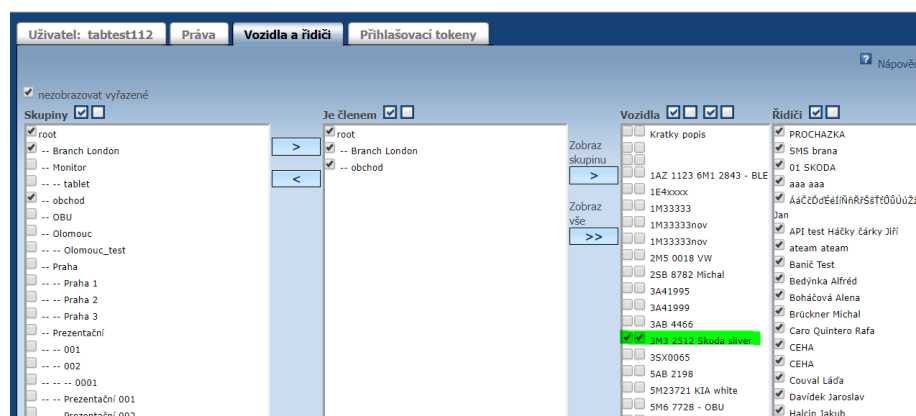 Uživatel: tabtest112 Práva Vozidla a řidiči Přihlašovací tokeny
? Nápověd
nezobrazovat vyřazené
Skupiny
root
-- Branch London
-- Monitor
-- -- tablet
-- obchod
-- OBU
-- Olomouc
-- -- Olomouc_test
-- Praha
-- -- Praha 1
-- -- Praha 2
-- -- Praha 3
-- Prezentační
-- -- 001
-- -- 002
-- -- -- 0001
-- -- Prezentační 001
-- -- Prezentační 002
>
<
Je členem
root
-- Branch London
-- obchod
Zobraz
skupinu
>
Zobraz
vše
>>
Vozidla
Kratky popis
1AZ 1123 6M1 2843 - BLE
1E4xxxx
1M33333
1M33333nov
1M33333nov
2M5 0018 VW
2SB 8782 Michal
3A41995
3A41999
3AB 4466
3M3 2512 Skoda silver
3SX0065
5AB 2198
5M23721 KIA white
5M6 7728 - OBU
Řidiči
PROCHAZKA
SMS brana
01 SKODA
aaa aaa
Jan
API test Háčky čárky Jiří
ateam ateam
Banič Test
Bedýnka Alfréd
Boháčová Alena
Brückner Michal
Caro Quintero Rafa
CEHA
CEHA
Couval Láďa
Davídek Jaroslav
Halcin Jakub